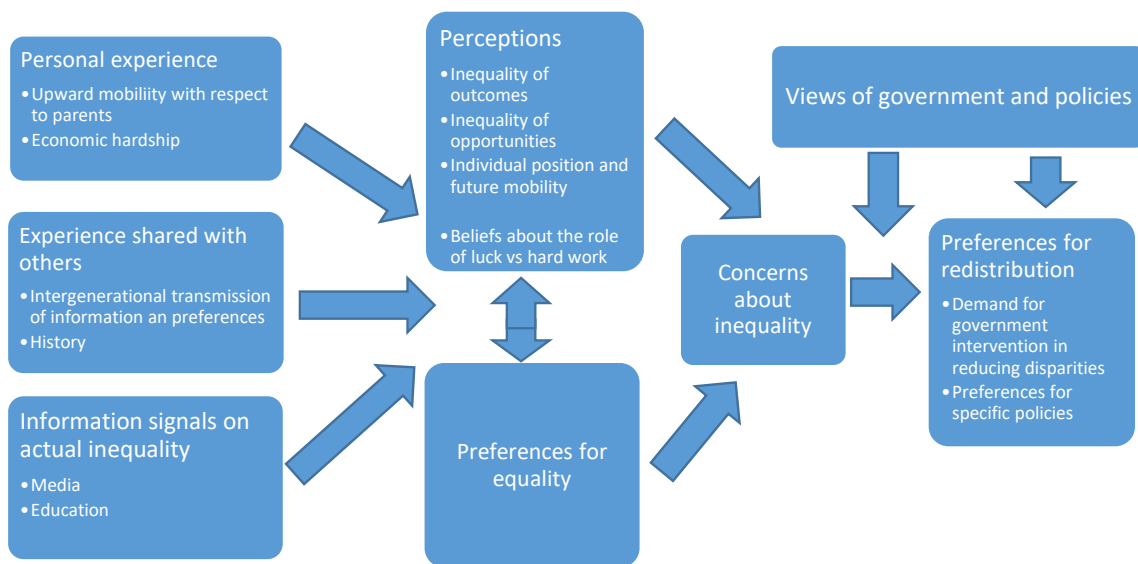 Personal experience
•Upward mobiliity with respect
to parents
•Economic hardship
Experience shared with
others
•Intergenerational transmission
of information an preferences
•History
Information signals on
actual inequality
•Media
•Education
Perceptions
•Inequality of
outcomes
•Inequality of
opportunities
•Individual position and
future mobility
•Beliefs about the role
of luck vs hard work
Preferences for
equality
Concerns
about
inequality
Views of government and policies
Preferences for
redistribution
•Demand for
government
intervention in
reducing disparities
•Preferences for
specific policies